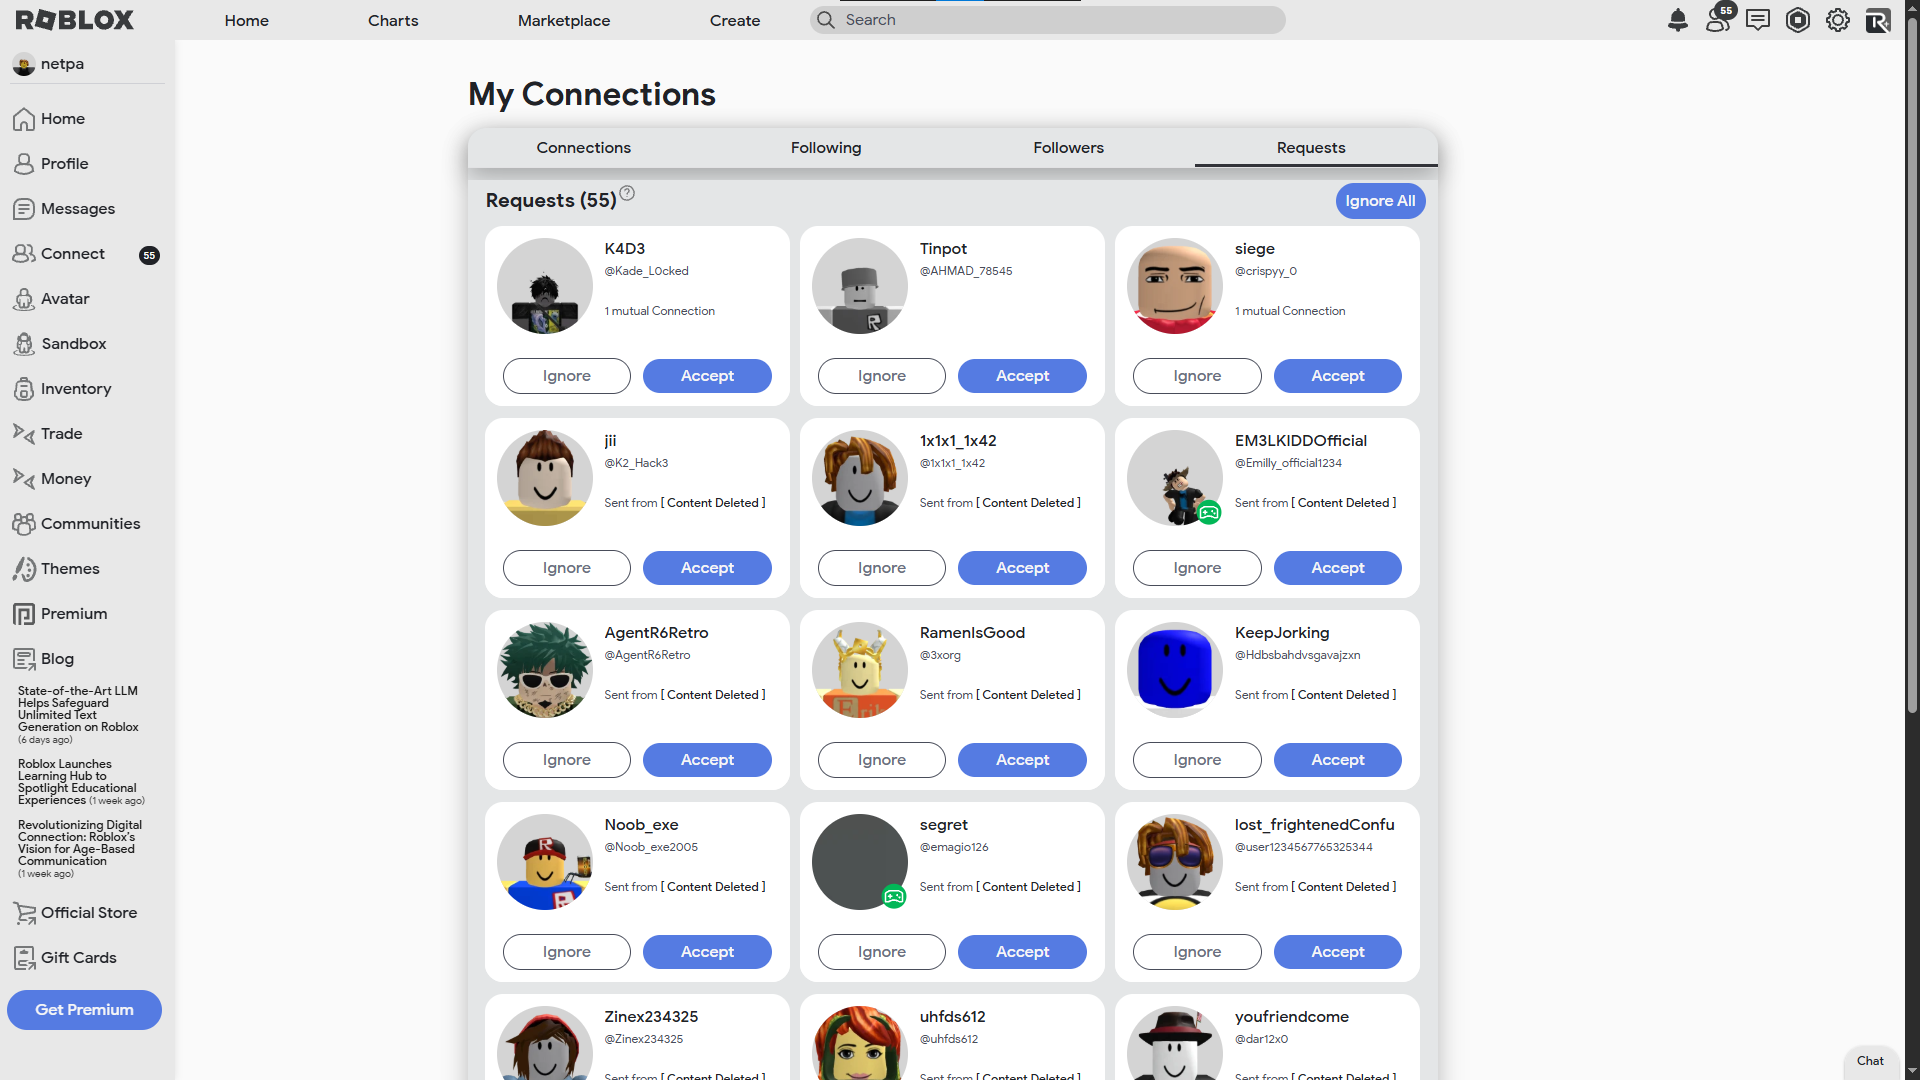 ROBLOX
Home
Charts
Marketplace
Create
Search
55
netpa
Home
Profile
Messages
Connect
55
Avatar
Sandbox
Inventory
Trade
Money
Communities
Themes
Premium
Blog
State-of-the-Art LLM
Helps Safeguard
Unlimited Text
Generation on Roblox
(6 days ago)
Roblox Launches
Learning Hub to
Spotlight Educational
Experiences (1 week ago)
Revolutionizing Digital
Connection: Roblox's
Vision for Age-Based
Communication
(1 week ago)
Official Store
Gift Cards
Get Premium
My Connections
Connections
Following
Followers
Requests
Requests (55)
?
Ignore All
K4D3
@Kade_L0cked
1 mutual Connection
Ignore
Accept
Tinpot
@AHMAD_78545
R
Ignore
Accept
siege
@crispyy_0
1 mutual Connection
Ignore
Accept
jii
@K2_Hack3
Sent from [ Content Deleted ]
Ignore
Accept
1x1x1_1x42
@1x1x1_1x42
Sent from [ Content Deleted ]
Ignore
Accept
EM3LKIDDOfficial
@Emilly_official1234
Sent from [ Content Deleted ]
Ignore
Accept
AgentR6Retro
@AgentR6Retro
Sent from [ Content Deleted ]
Ignore
Accept
RamenIsGood
@3xorg
Sent from [ Content Deleted ]
Ignore
Accept
KeepJorking
@Hdbsbahdvsgavajzxn
Sent from [ Content Deleted ]
Ignore
Accept
Noob_exe
@Noob_exe2005
Sent from [ Content Deleted ]
R
R
Ignore
Accept
segret
@emagio126
Sent from [ Content Deleted ]
Ignore
Accept
lost_frightenedConfu
@user1234567765325344
Sent from [ Content Deleted ]
Ignore
Accept
Zinex234325
@Zinex234325
Sent from [ Content Deleted ]
uhfds612
@uhfds612
Sent from [ Content Deleted ]
youfriendcome
@dar12x0
Sent from [ Content Deleted ]
Chat